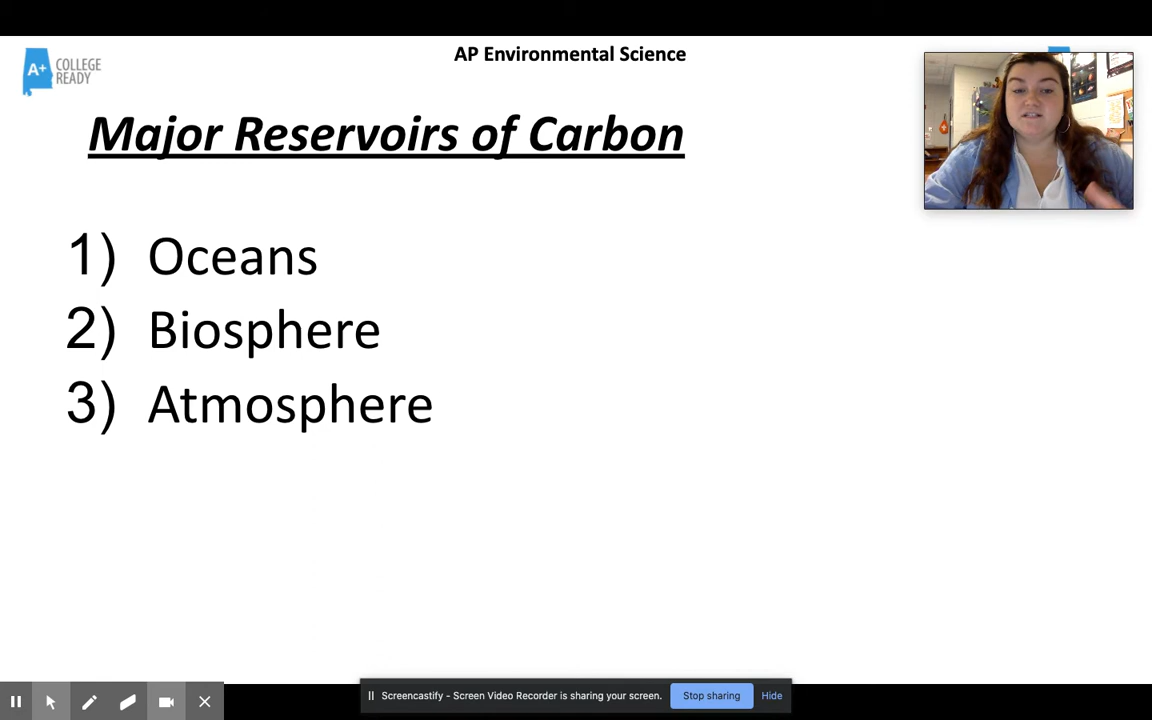 AP Environmental Science
A+ COLLEGE
READY
Major Reservoirs of Carbon
1) Oceans
2) Biosphere
3) Atmosphere
Screencastify - Screen Video Recorder is sharing your screen. Stop sharing Hide